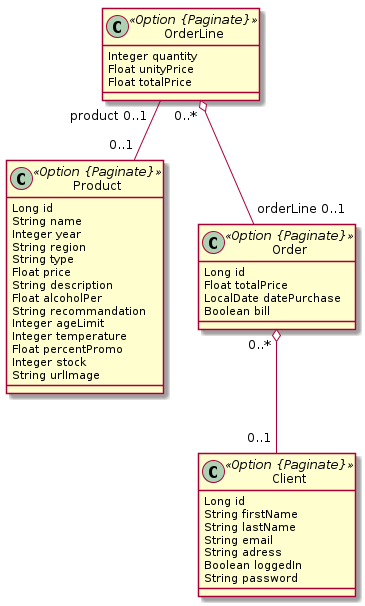 C «Option {Paginate}»
OrderLine
Integer quantity
Float unityPrice
Float totalPrice
product 0..1
0..*
0..1
C «Option {Paginate}»
Product
Long id
String name
Integer year
String region
String type
Float price
String description
Float alcoholPer
String recommandation
Integer ageLimit
Integer temperature
Float percentPromo
Integer stock
String urlImage
orderLine 0..1
C «Option {Paginate}»
Order
Long id
Float totalPrice
LocalDate datePurchase
Boolean bill
0..*
0..1
C «Option {Paginate}»
Client
Long id
String firstName
String lastName
String email
String adress
Boolean loggedIn
String password